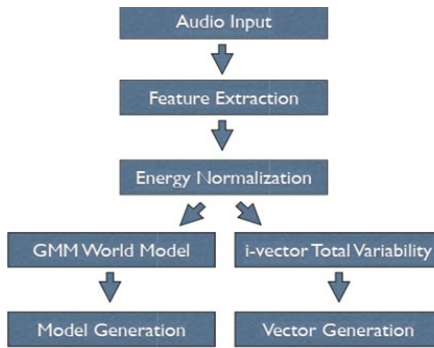 Audio Input
Feature Extraction
Energy Normalization
GMM World Model
i-vector Total Variability
Model Generation
Vector Generation